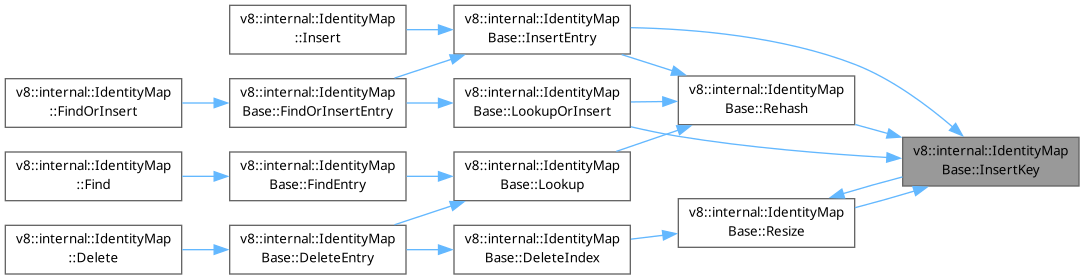 v8::internal::IdentityMap
::Insert
v8::internal::IdentityMap
Base::InsertEntry
v8::internal::IdentityMap
::FindOrInsert
v8::internal::IdentityMap
Base::FindOrInsertEntry
v8::internal::IdentityMap
Base::LookupOrInsert
v8::internal::IdentityMap
Base::Rehash
v8::internal::IdentityMap
Base::InsertKey
v8::internal::IdentityMap
::Find
v8::internal::IdentityMap
Base::FindEntry
v8::internal::IdentityMap
Base::Lookup
v8::internal::IdentityMap
Base::Resize
v8::internal::IdentityMap
::Delete
v8::internal::IdentityMap
Base::DeleteEntry
v8::internal::IdentityMap
Base::DeleteIndex